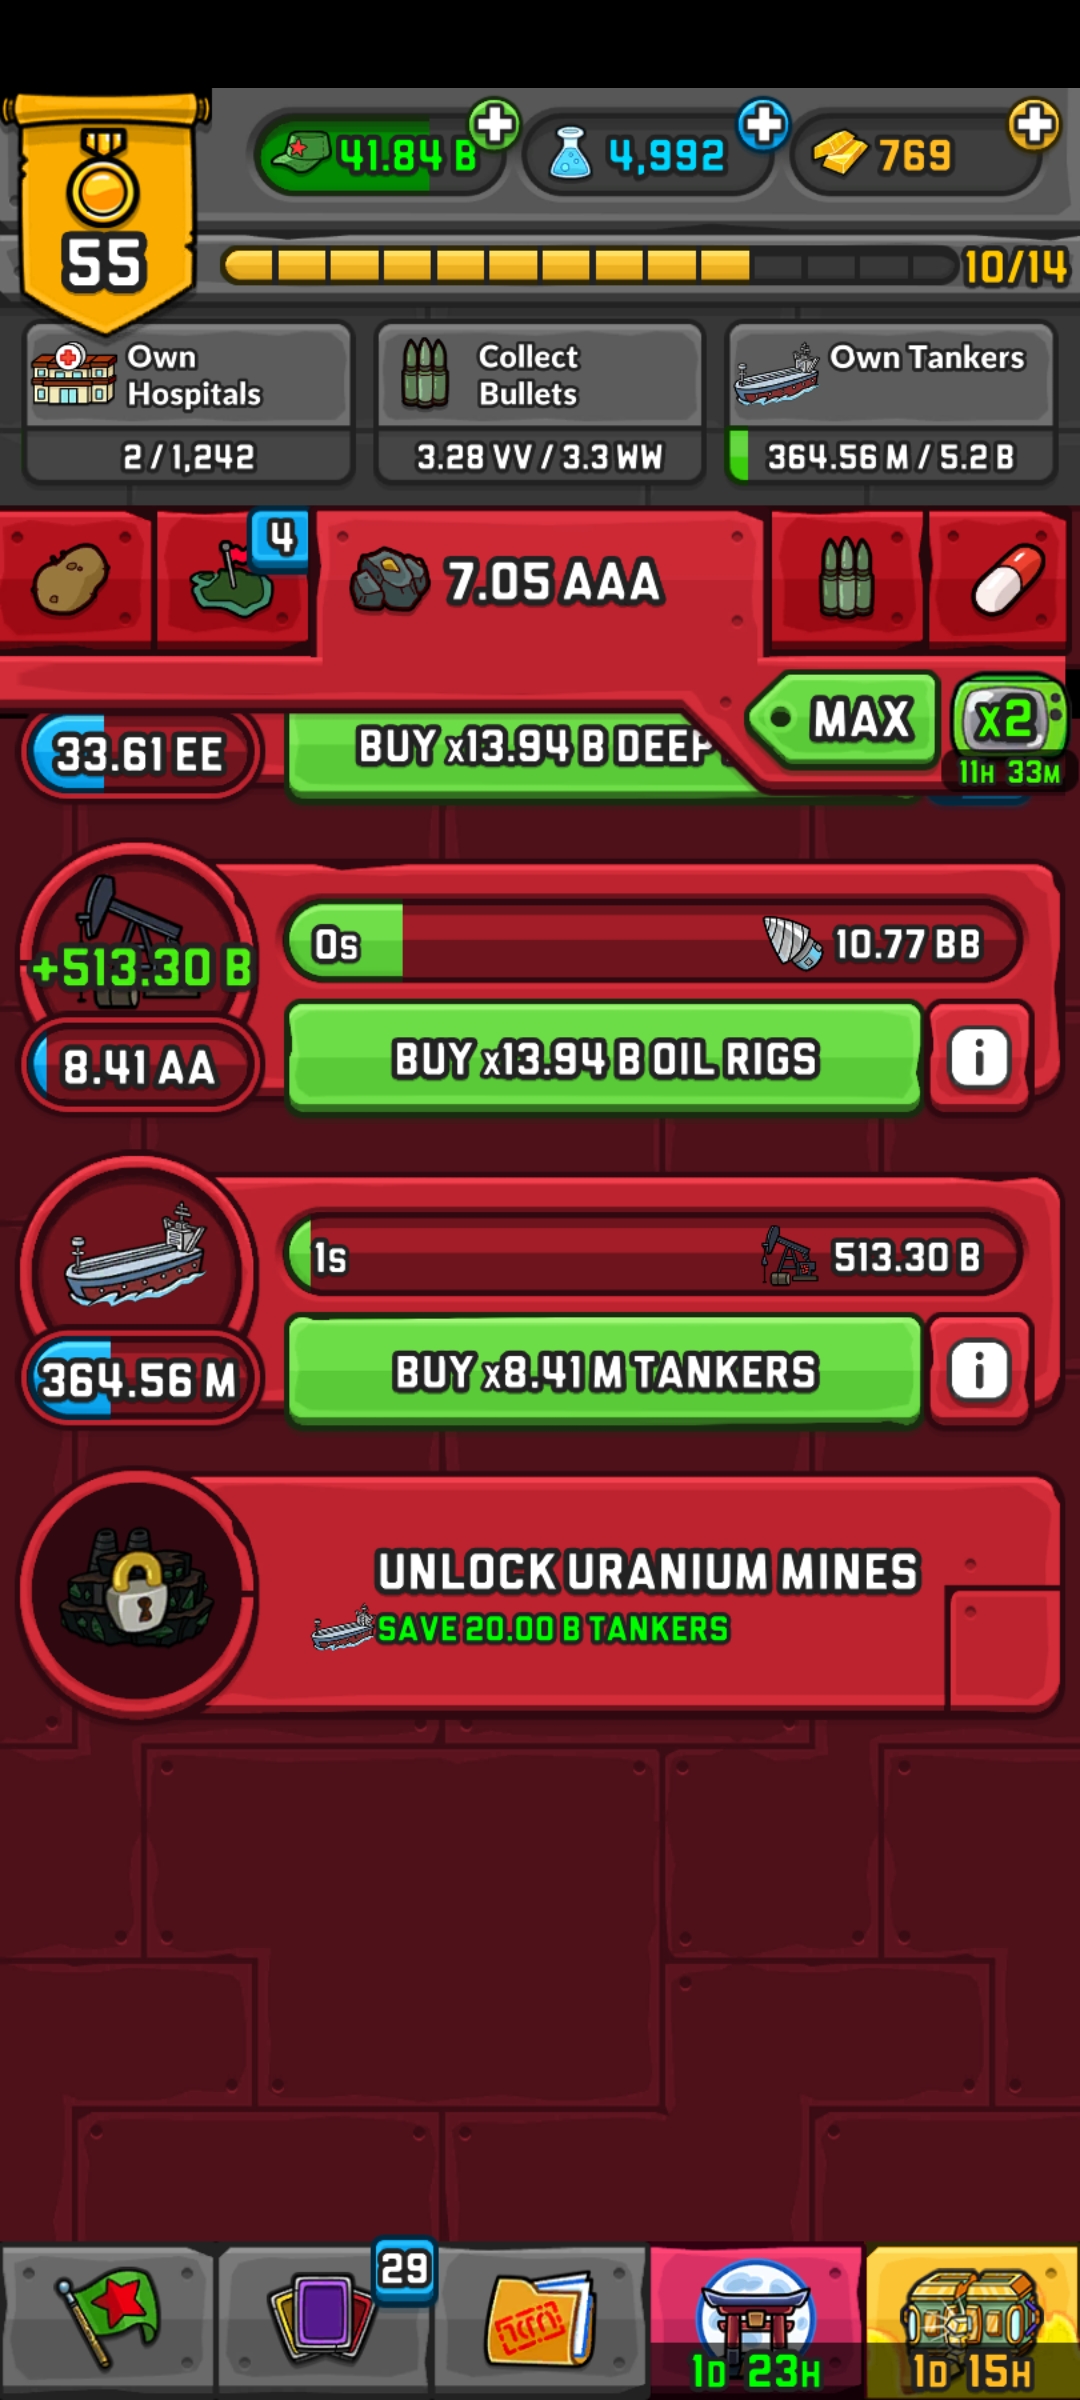 41.84 B
4,992
769
55
10/14
Own
Hospitals
2 / 1,242
Collect
Bullets
3.28 VV / 3.3 WW
Own Tankers
364.56 M / 5.2 B
4
7.05 AAA
MAX
x2
11H 33M
33.61 EE
BUY x13.94 B DEEP
+513.30 B
0s
10.77 BB
8.41 AA
BUY x13.94 B OIL RIGS
i
1s
513.30 B
364.56 M
BUY x8.41 M TANKERS
i
UNLOCK URANIUM MINES
SAVE 20.00 B TANKERS
29
1D 23H
1D 15H